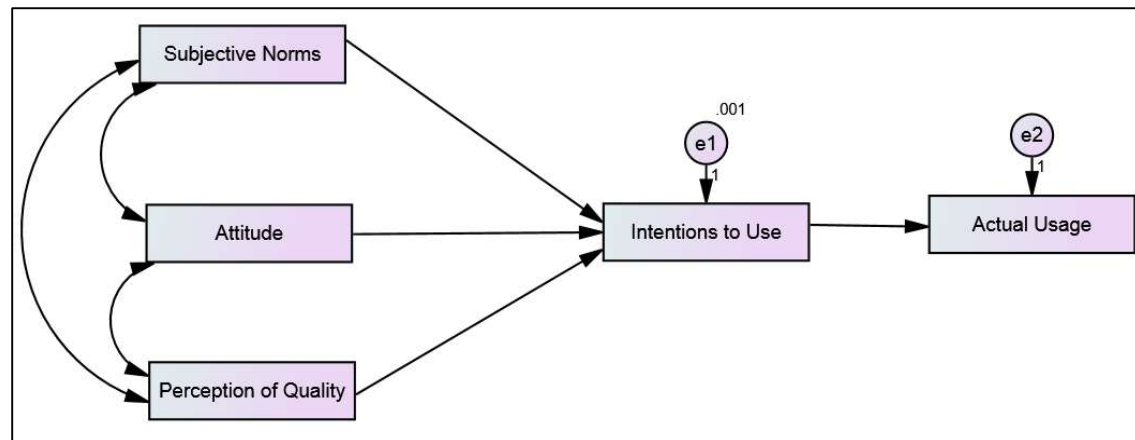 Subjective Norms
.001
e1
1
e2
1
Attitude
Intentions to Use
Actual Usage
Perception of Quality